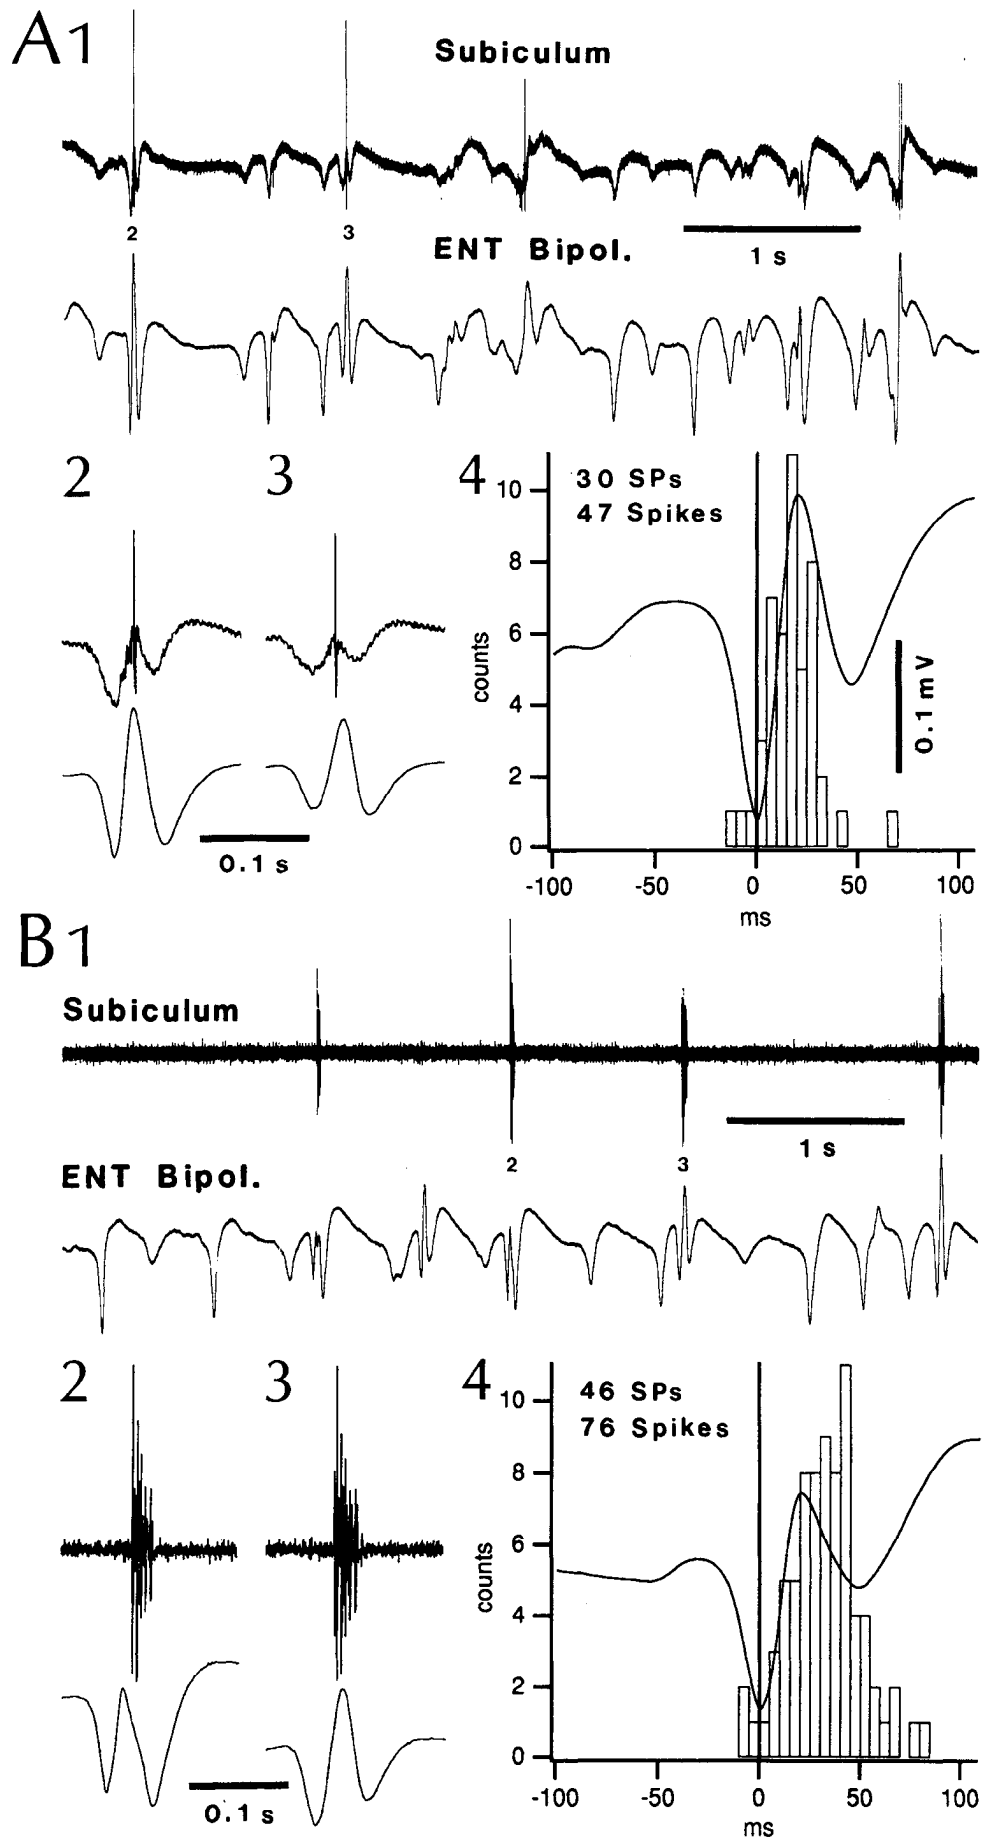 A1
Subiculum
2 3
ENT Bipol.
1 s
2
3
4
30 SPs
47 Spikes
10
8
6
4
2
0
counts
0.1 mV
-100 -50 0 50 100
ms
0.1 s
B1
Subiculum
1 s
2 3
ENT Bipol.
2
3
4
46 SPs
76 Spikes
10
8
6
4
2
0
counts
-100 -50 0 50 100
ms
0.1 s